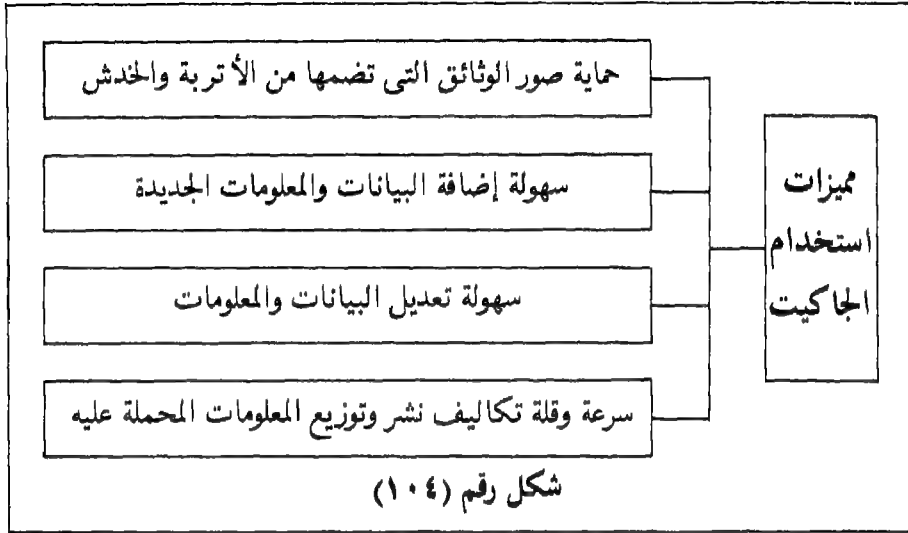 مميزات
استخدام
الجاكيت
حماية صور الوثائق التى تضمها من الأتربة والخدش
سهولة إضافة البيانات والمعلومات الجديدة
سهولة تعديل البيانات والمعلومات
سرعة وقلة تكاليف نشر وتوزيع المعلومات المحملة عليه
شكل رقم (١٠٤)